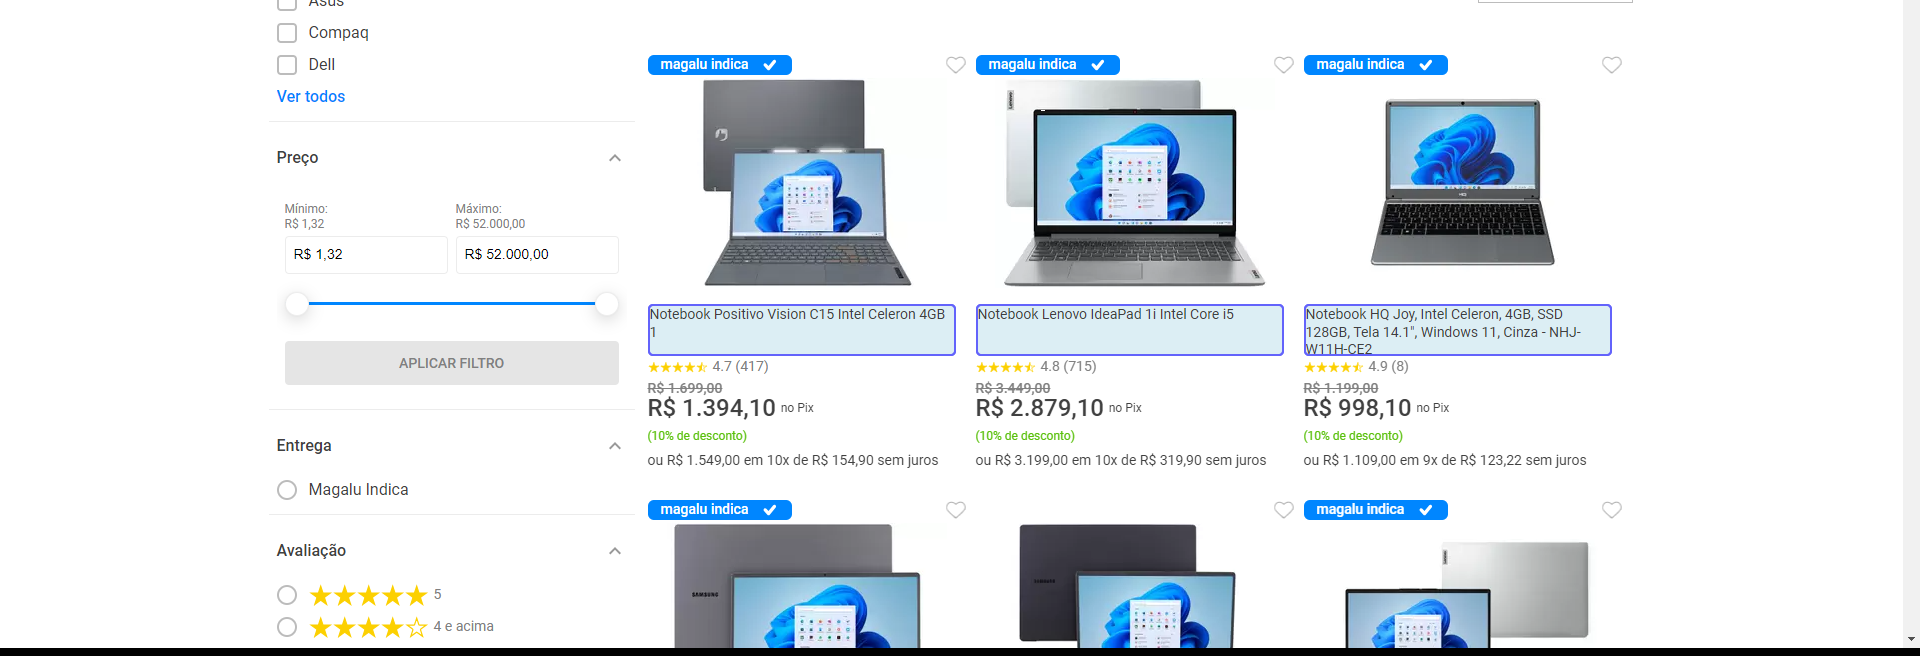 Asus
Compaq
Dell
Ver todos
Preço
Mínimo:
R$ 1,32
Máximo:
R$ 52.000,00
R$ 1,32
R$ 52.000,00
APLICAR FILTRO
Entrega
Magalu Indica
Avaliação
5
4 e acima
magalu indica
Notebook Positivo Vision C15 Intel Celeron 4GB
1
4.7 (417)
R$ 1.699,00
R$ 1.394,10 no Pix
(10% de desconto)
ou R$ 1.549,00 em 10x de R$ 154,90 sem juros
magalu indica
Lenovo
Notebook Lenovo IdeaPad 1i Intel Core i5
4.8 (715)
R$ 3.449,00
R$ 2.879,10 no Pix
(10% de desconto)
ou R$ 3.199,00 em 10x de R$ 319,90 sem juros
magalu indica
HQ
Notebook HQ Joy, Intel Celeron, 4GB, SSD
128GB, Tela 14.1", Windows 11, Cinza - NHJ-
W11H-CE2
4.9 (8)
R$ 1.199,00
R$ 998,10 no Pix
(10% de desconto)
ou R$ 1.109,00 em 9x de R$ 123,22 sem juros
magalu indica
SAMSUNG
magalu indica
SAMSUNG
magalu indica
Lenovo